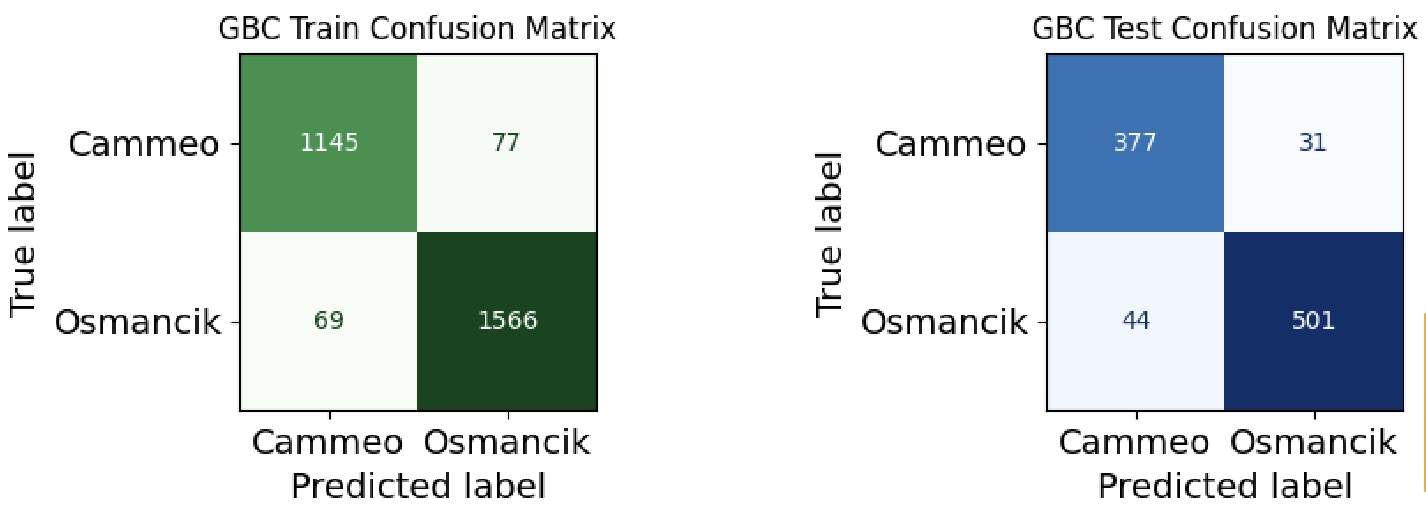 GBC Train Confusion Matrix
True label
Cammeo
1145 77
Osmancik
69 1566
Cammeo Osmancik
Predicted label
GBC Test Confusion Matrix
True label
Cammeo
377 31
Osmancik
44 501
Cammeo Osmancik
Predicted label